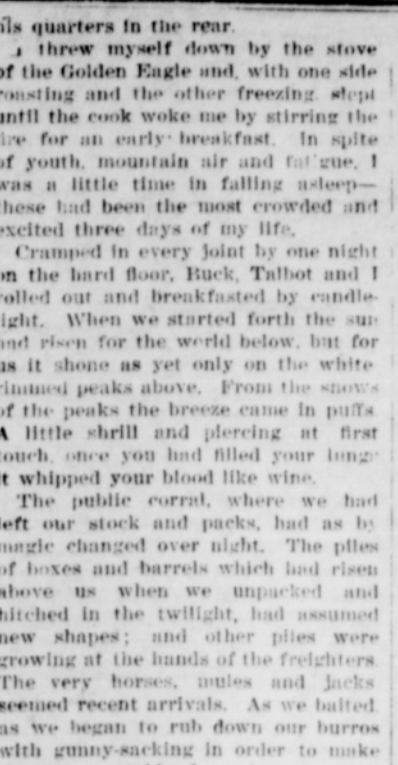 his quarters in the rear.
I threw myself down by the stove
of the Golden Eagle and, with one side
roasting and the other freezing, slept
until the cook woke me by stirring the
fire for an early breakfast. In spite
of youth, mountain air and fatigue, I
was a little time in falling asleep—
these had been the most crowded and
excited three days of my life.
Cramped in every joint by one night
on the hard floor, Buck, Talbot and I
rolled out and breakfasted by candle-
light. When we started forth the sun
had risen for the world below, but for
us it shone as yet only on the white-
rimmed peaks above. From the snows
of the peaks the breeze came in puffs.
A little shrill and piercing at first
touch, once you had filled your lungs
it whipped your blood like wine.
The public corral, where we had
left our stock and packs, had as by
magic changed over night. The piles
of boxes and barrels which had risen
above us when we unpacked and
hitched in the twilight, had assumed
new shapes; and other piles were
growing at the hands of the freighters.
The very horses, mules and jacks
seemed recent arrivals. As we baited,
as we began to rub down our burros
with gunny-sacking in order to make